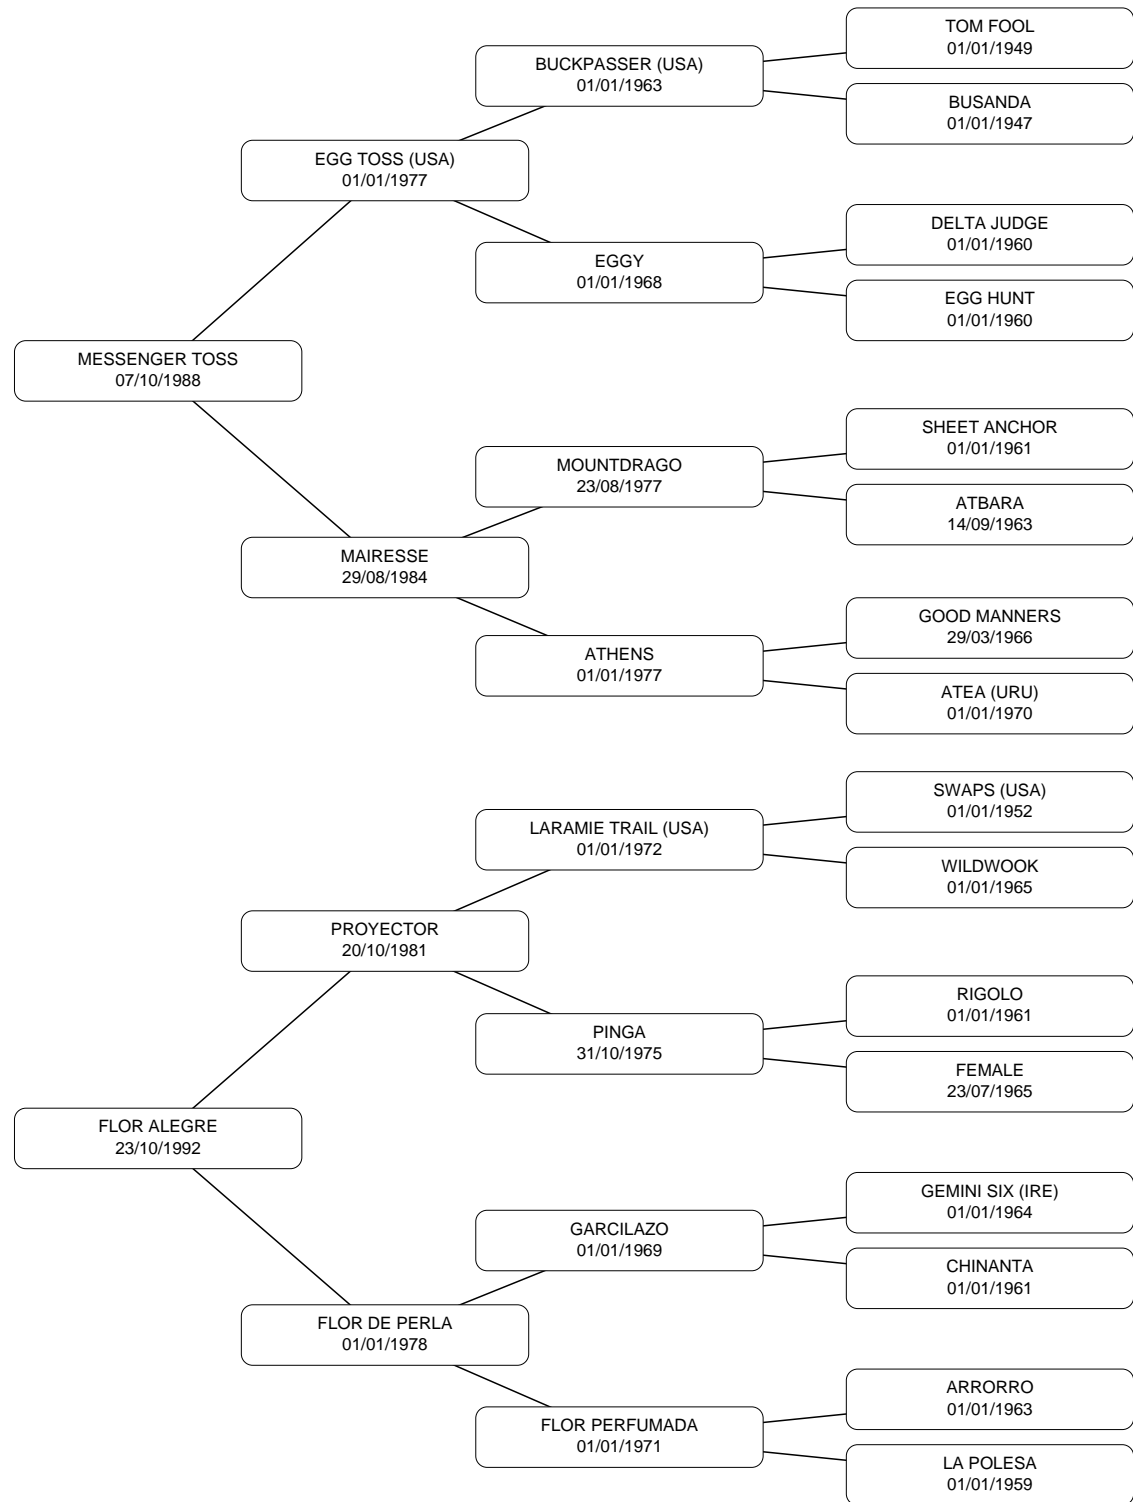 TOM FOOL
01/01/1949
BUCKPASSER (USA)
01/01/1963
BUSANDA
01/01/1947
EGG TOSS (USA)
01/01/1977
DELTA JUDGE
01/01/1960
EGGY
01/01/1968
EGG HUNT
01/01/1960
MESSENGER TOSS
07/10/1988
SHEET ANCHOR
01/01/1961
MOUNTDRAGO
23/08/1977
ATBARA
14/09/1963
MAIRESSE
29/08/1984
GOOD MANNERS
29/03/1966
ATHENS
01/01/1977
ATEA (URU)
01/01/1970
SWAPS (USA)
01/01/1952
LARAMIE TRAIL (USA)
01/01/1972
WILDWOOK
01/01/1965
PROYECTOR
20/10/1981
RIGOLO
01/01/1961
PINGA
31/10/1975
FEMALE
23/07/1965
FLOR ALEGRE
23/10/1992
GEMINI SIX (IRE)
01/01/1964
GARCILAZO
01/01/1969
CHINANTA
01/01/1961
FLOR DE PERLA
01/01/1978
ARRORRO
01/01/1963
FLOR PERFUMADA
01/01/1971
LA POLESA
01/01/1959